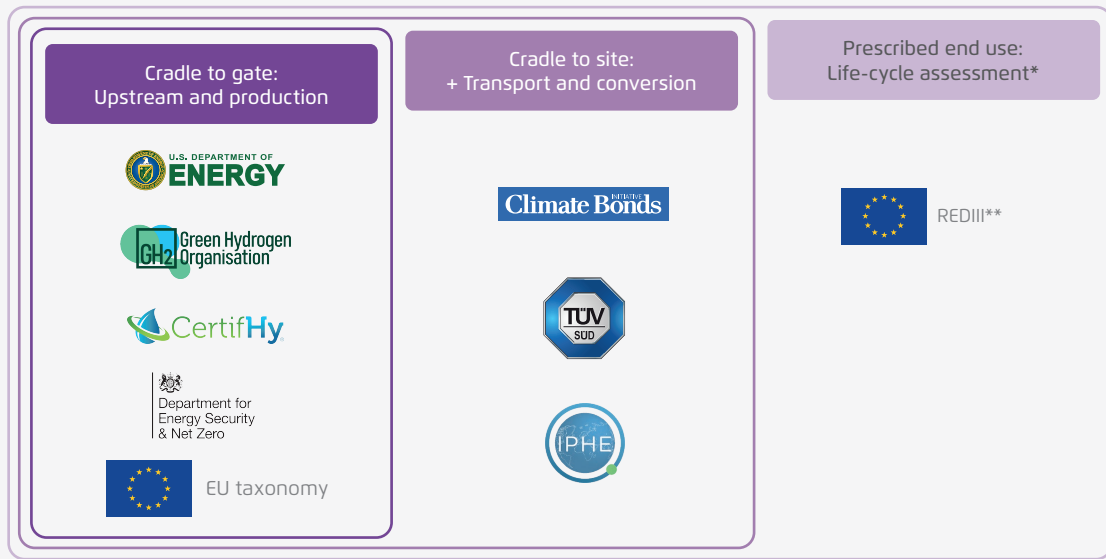 Cradle to gate:
Upstream and production
U.S. DEPARTMENT OF
ENERGY
GH2
Green Hydrogen
Organisation
CertifHy
Department for
Energy Security
& Net Zero
EU taxonomy
Cradle to site:
+ Transport and conversion
Climate Bonds
INITIATIVE
TÜV
SÜD
IPHE
Prescribed end use:
Life-cycle assessment*
REDIII**